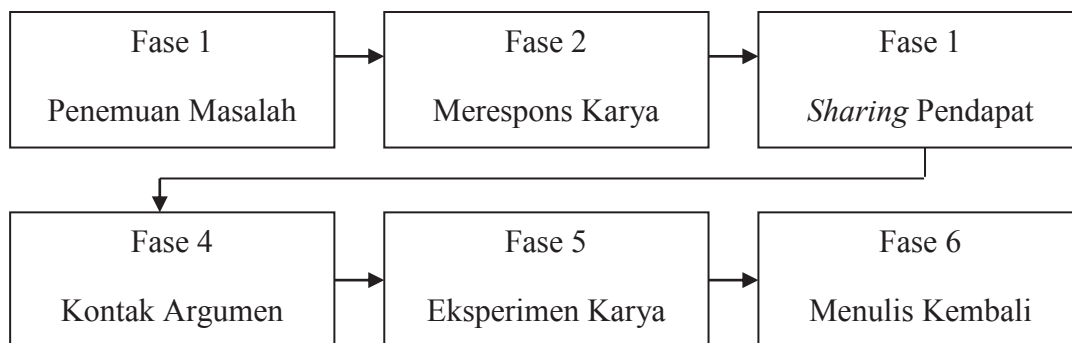 Fase 1
Penemuan Masalah
Fase 2
Merespons Karya
Fase 1
Sharing Pendapat
Fase 4
Kontak Argumen
Fase 5
Eksperimen Karya
Fase 6
Menulis Kembali